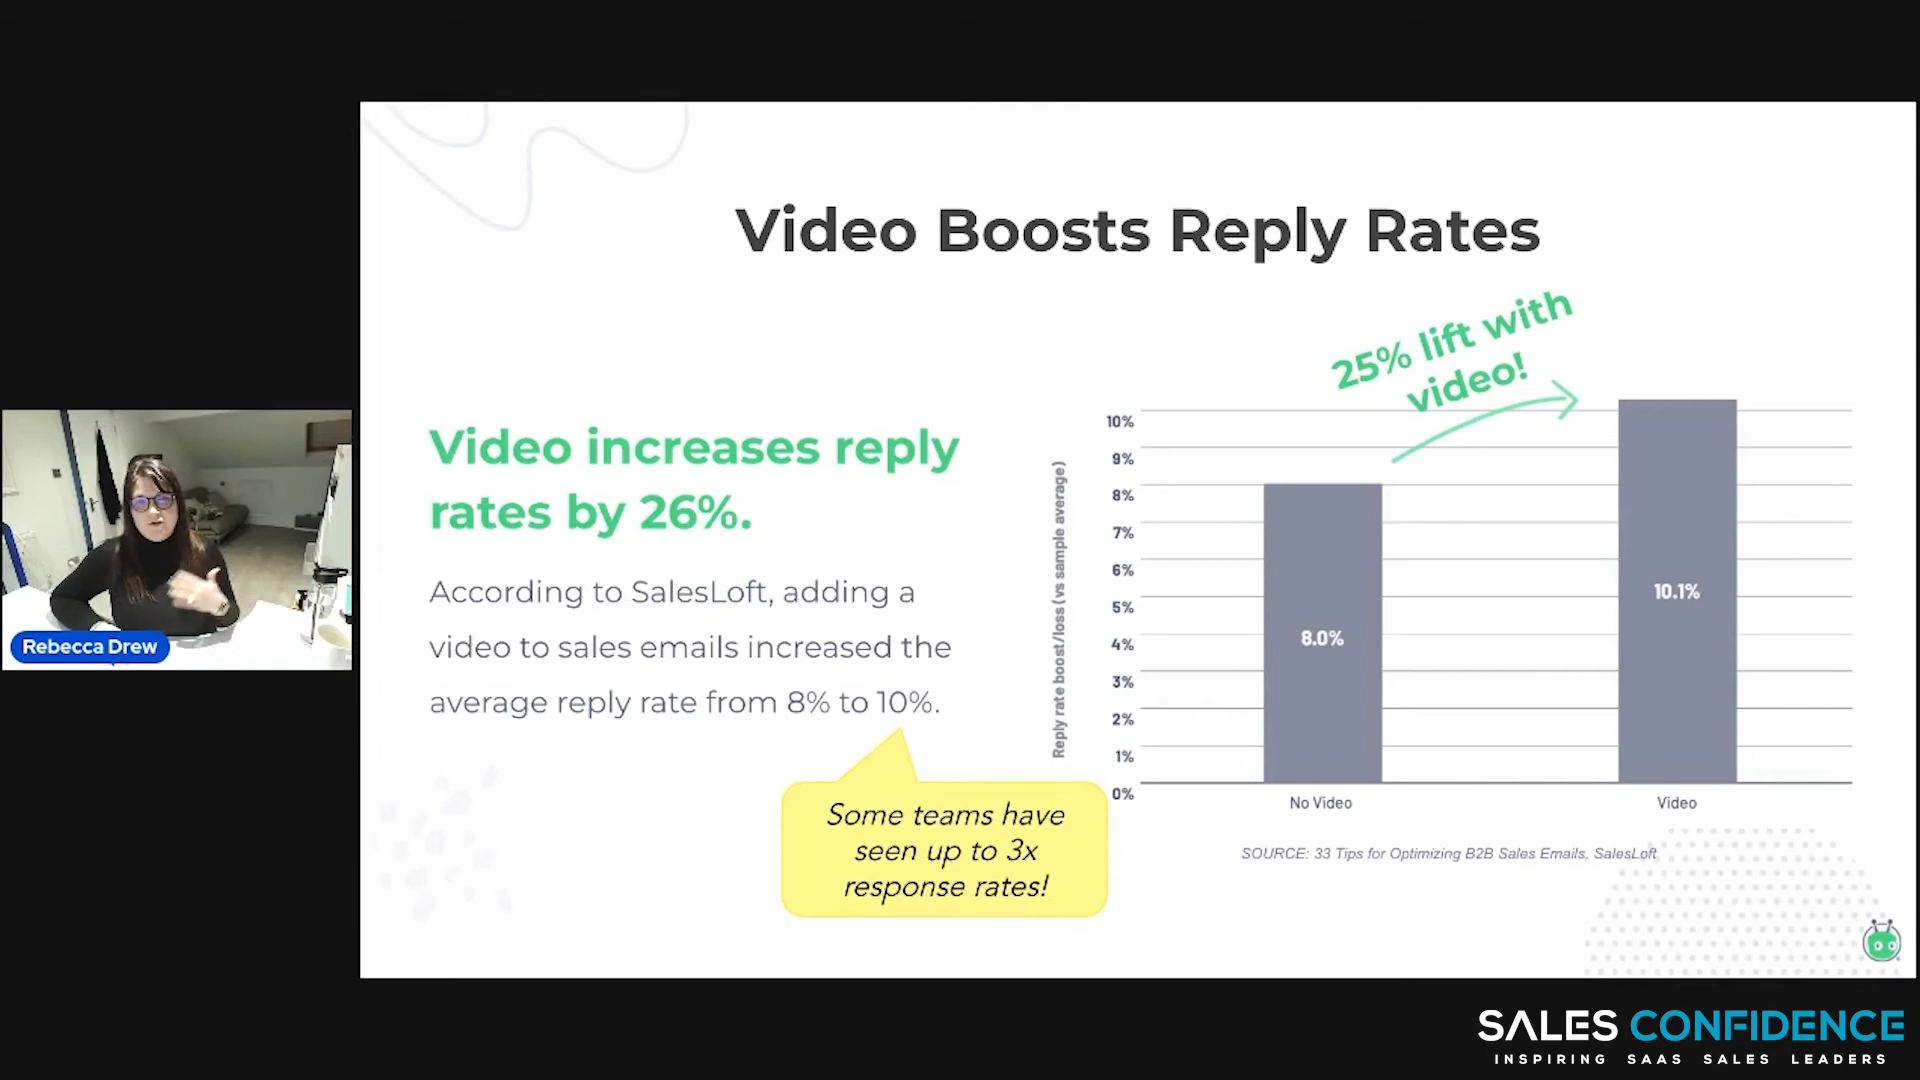 Video Boosts Reply Rates
25% lift with
video!
Video increases reply
rates by 26%.
According to SalesLoft, adding a
video to sales emails increased the
average reply rate from 8% to 10%.
Some teams have
seen up to 3x
response rates!
Reply rate boost/loss (vs sample average)
10%
9%
8%
7%
6%
5%
4%
3%
2%
1%
0%
8.0%
10.1%
No Video
Video
SOURCE: 33 Tips for Optimizing B2B Sales Emails, SalesLoft
Rebecca Drew
SALES CONFIDENCE
INSPIRING SAAS SALES LEADERS